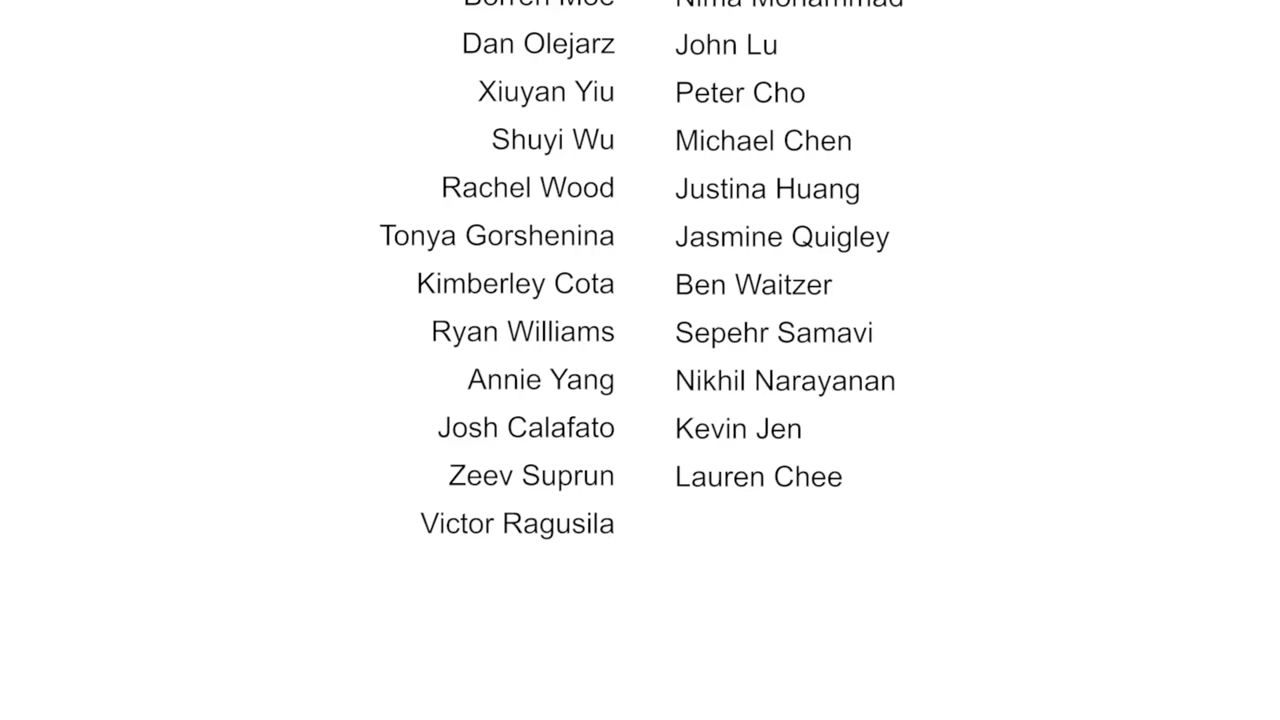 Nima Mohammad
Dan Olejarz John Lu
Xiuyan Yiu Peter Cho
Shuyi Wu Michael Chen
Rachel Wood Justina Huang
Tonya Gorshenina Jasmine Quigley
Kimberley Cota Ben Waitzer
Ryan Williams Sepehr Samavi
Annie Yang Nikhil Narayanan
Josh Calafato Kevin Jen
Zeev Suprun Lauren Chee
Victor Ragusila